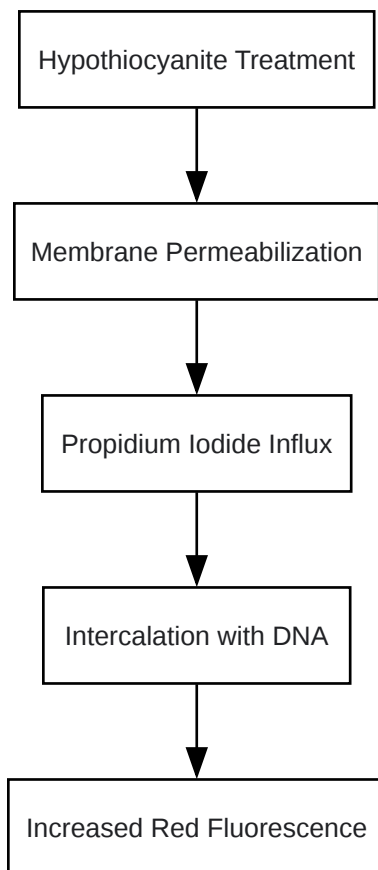 Hypothiocyanite Treatment
Membrane Permeabilization
Propidium Iodide Influx
Intercalation with DNA
Increased Red Fluorescence